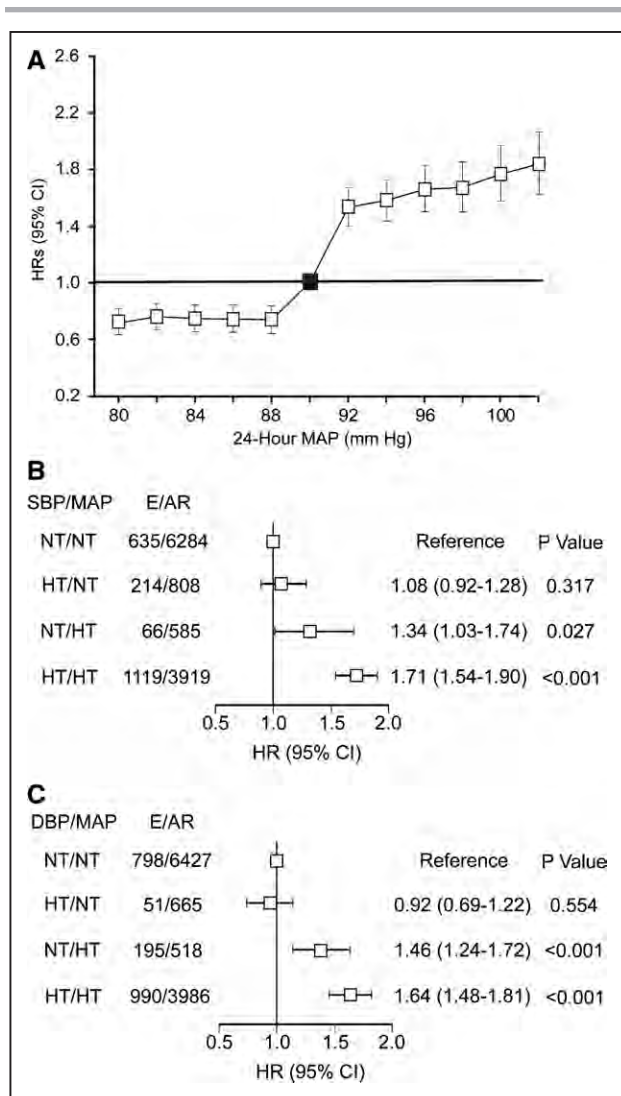 A
2.6
2.2
1.8
1.4
1.0
0.6
0.2
HRs (95% CI)
80 84 88 92 96 100
24-Hour MAP (mm Hg)
B
SBP/MAP E/AR
NT/NT 635/6284 Reference P Value
HT/NT 214/808 1.08 (0.92-1.28) 0.317
NT/HT 66/585 1.34 (1.03-1.74) 0.027
HT/HT 1119/3919 1.71 (1.54-1.90) <0.001
0.5 1.0 1.5 2.0
HR (95% CI)
C
DBP/MAP E/AR
NT/NT 798/6427 Reference P Value
HT/NT 51/665 0.92 (0.69-1.22) 0.554
NT/HT 195/518 1.46 (1.24-1.72) <0.001
HT/HT 990/3986 1.64 (1.48-1.81) <0.001
0.5 1.0 1.5 2.0
HR (95% CI)